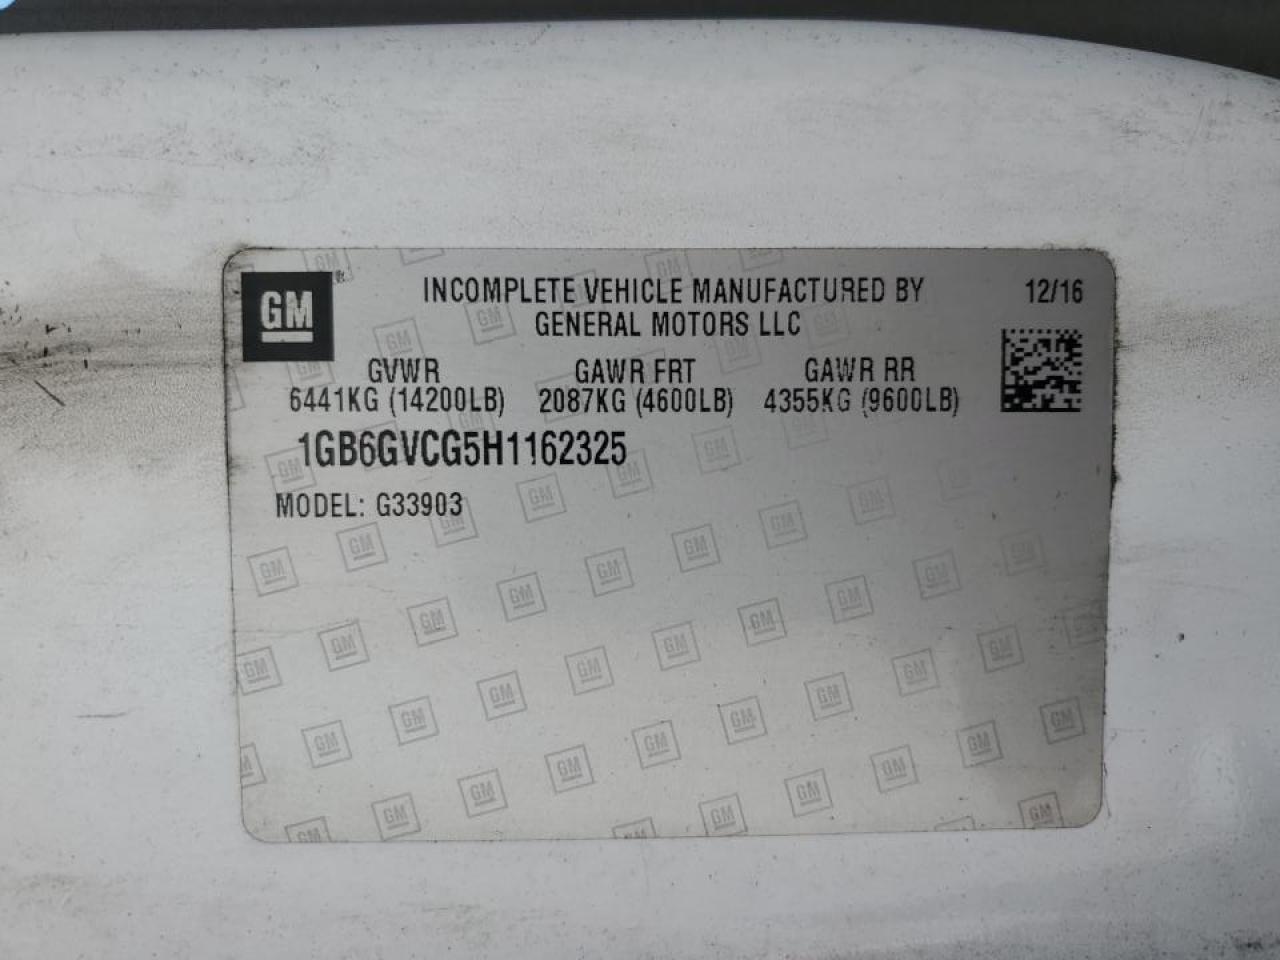 GM®
INCOMPLETE VEHICLE MANUFACTURED BY 12/16
GENERAL MOTORS LLC
GVWR GAWR FRT GAWR RR
6441KG (14200LB) 2087KG (4600LB) 4355KG (9600LB)
1GB6GVCG5H1162325
MODEL: G33903